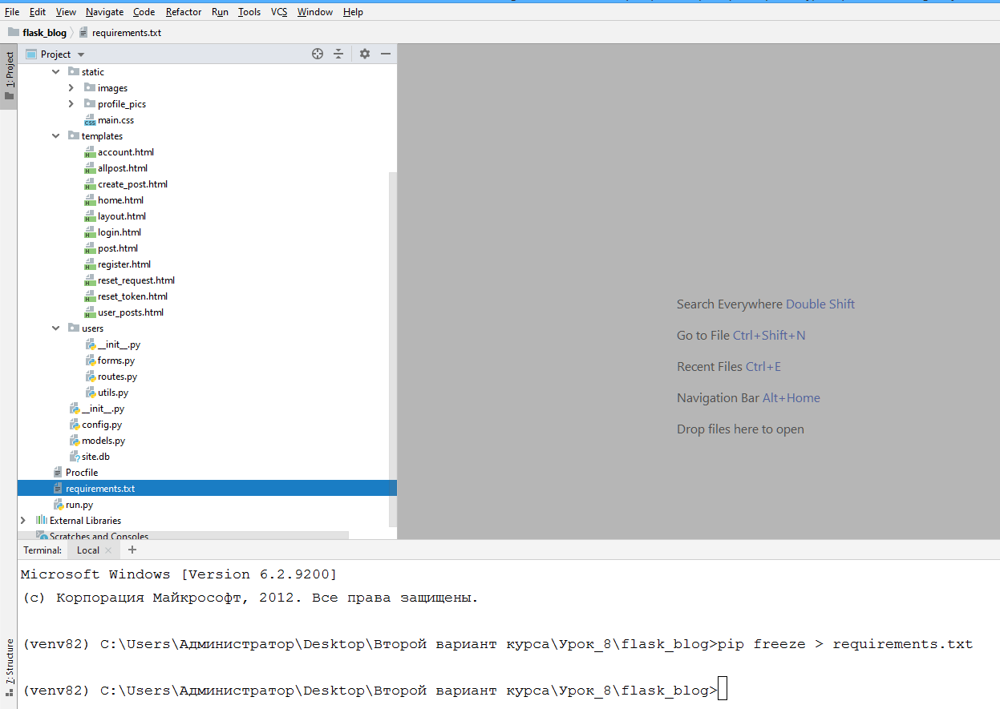 File Edit View Navigate Code Refactor Run Tools VCS Window Help
flask_blog requirements.txt
1: Project
Project
static
images
profile_pics
main.css
templates
account.html
allpost.html
create_post.html
home.html
layout.html
login.html
post.html
register.html
reset_request.html
reset_token.html
user_posts.html
users
__init__.py
forms.py
routes.py
utils.py
__init__.py
config.py
models.py
site.db
Procfile
requirements.txt
run.py
External Libraries
Scratches and Consoles
Search Everywhere Double Shift
Go to File Ctrl+Shift+N
Recent Files Ctrl+E
Navigation Bar Alt+Home
Drop files here to open
Terminal: Local
7: Structure
Microsoft Windows [Version 6.2.9200]
(c) Корпорация Майкрософт, 2012. Все права защищены.
(venv82) C:\Users\Администратор\Desktop\Второй вариант курса\Урок_8\flask_blog>pip freeze > requirements.txt
(venv82) C:\Users\Администратор\Desktop\Второй вариант курса\Урок_8\flask_blog>